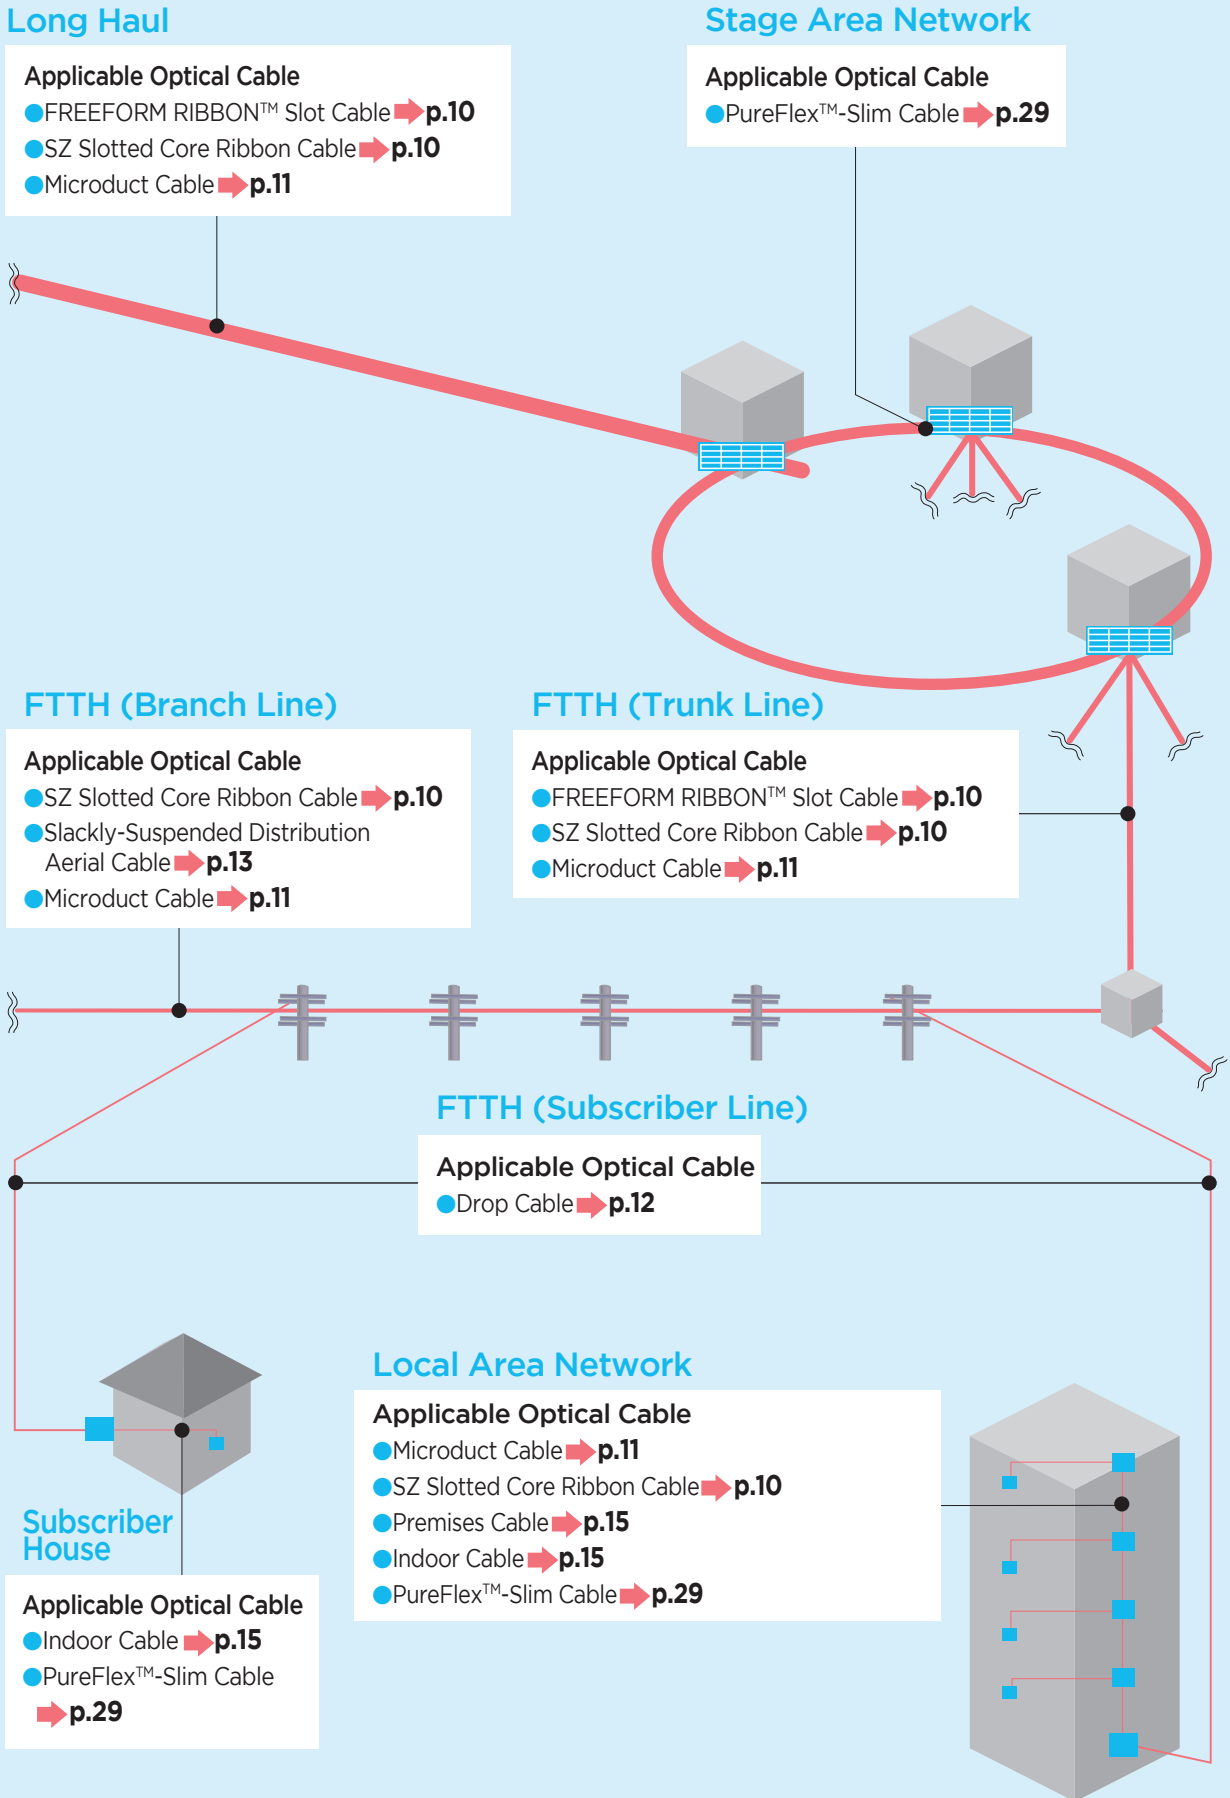 Long Haul
Applicable Optical Cable
●FREEFORM RIBBON™ Slot Cable ➡p.10
●SZ Slotted Core Ribbon Cable ➡p.10
●Microduct Cable ➡p.11
Stage Area Network
Applicable Optical Cable
●PureFlex™-Slim Cable ➡p.29
FTTH (Branch Line)
Applicable Optical Cable
●SZ Slotted Core Ribbon Cable ➡p.10
●Slackly-Suspended Distribution
Aerial Cable ➡p.13
●Microduct Cable ➡p.11
FTTH (Trunk Line)
Applicable Optical Cable
●FREEFORM RIBBON™ Slot Cable ➡p.10
●SZ Slotted Core Ribbon Cable ➡p.10
●Microduct Cable ➡p.11
FTTH (Subscriber Line)
Applicable Optical Cable
●Drop Cable ➡p.12
Subscriber
House
Applicable Optical Cable
●Indoor Cable ➡p.15
●PureFlex™-Slim Cable
➡p.29
Local Area Network
Applicable Optical Cable
●Microduct Cable ➡p.11
●SZ Slotted Core Ribbon Cable ➡p.10
●Premises Cable ➡p.15
●Indoor Cable ➡p.15
●PureFlex™-Slim Cable ➡p.29